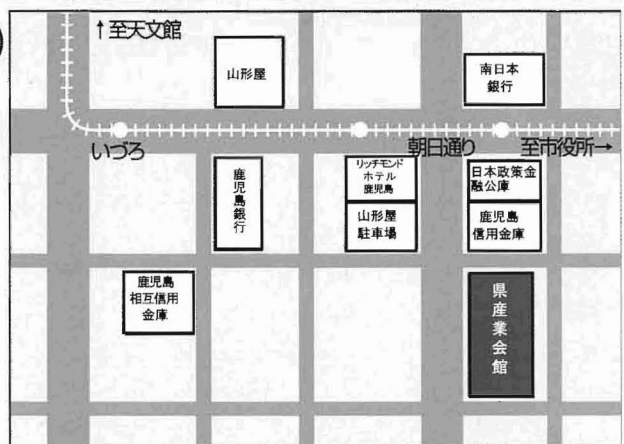 ↑至天文館
山形屋
南日本
銀行
いづろ
朝日通り
至市役所→
鹿児島銀行
リッチモンド
ホテル
鹿児島
山形屋
駐車場
日本政策金
融公庫
鹿児島
信用金庫
鹿児島
相互信用
金庫
県産業会館